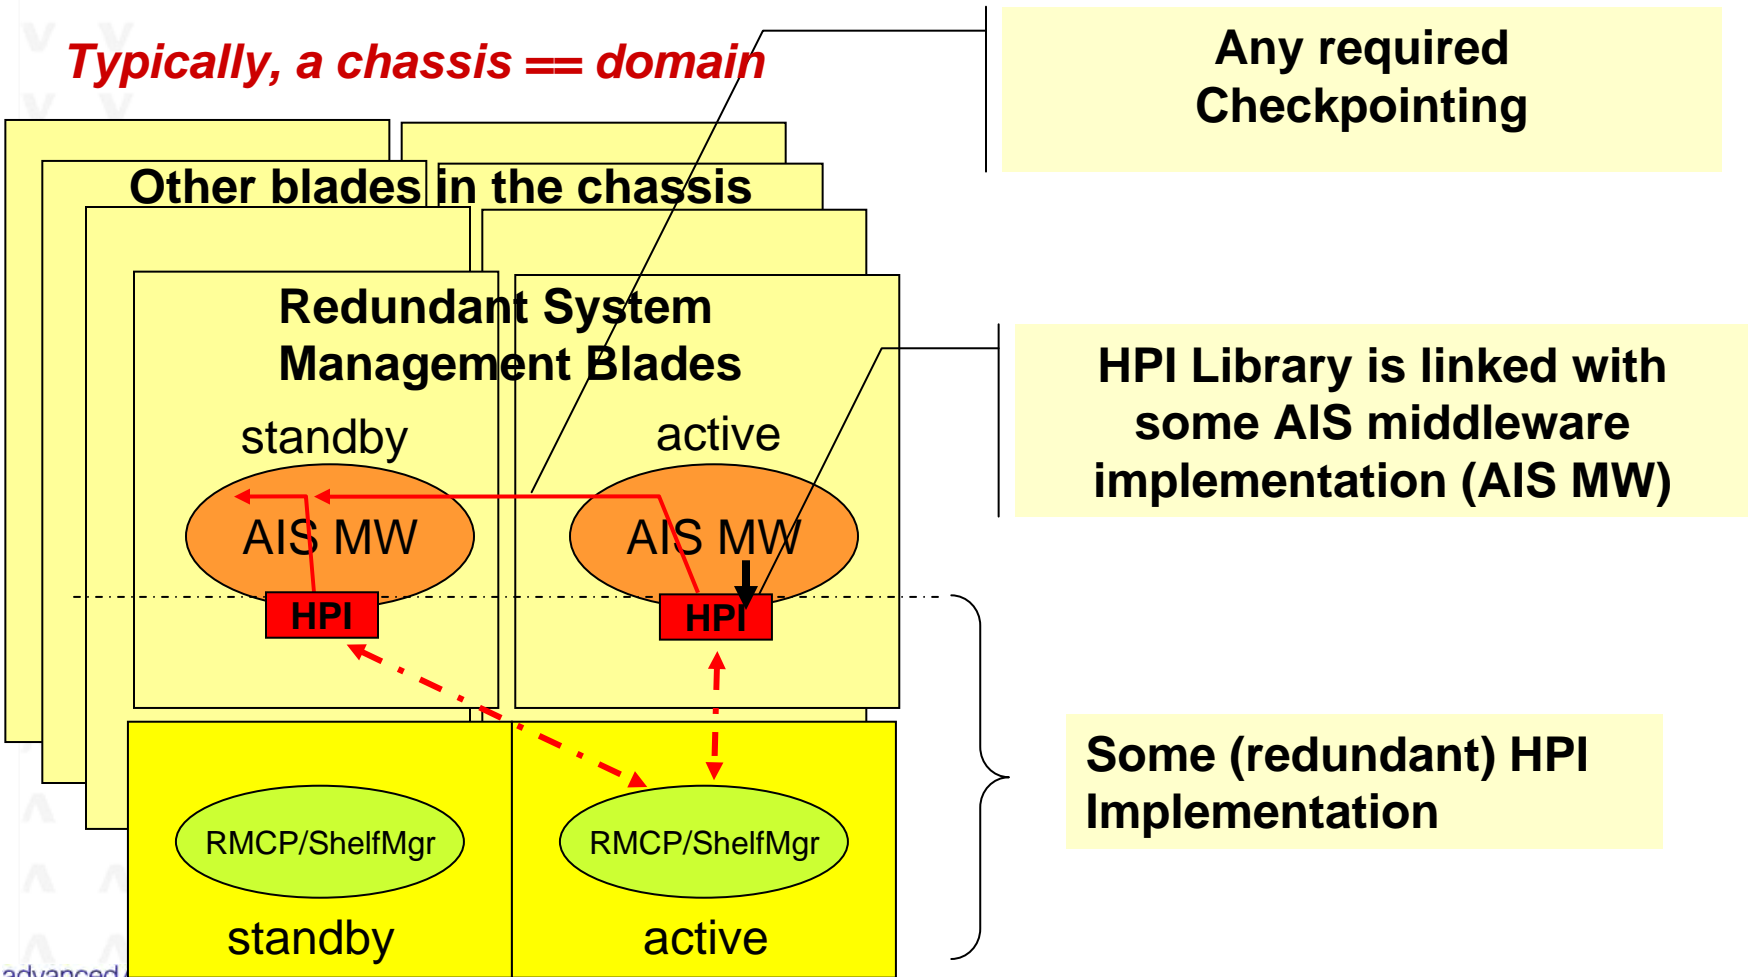 Typically, a chassis == domain
Any required
Checkpointing
Other blades in the chassis
Redundant System
Management Blades
standby
active
AIS MW
AIS MW
HPI
HPI
HPI Library is linked with
some AIS middleware
implementation (AIS MW)
Some (redundant) HPI
Implementation
RMCP/ShelfMgr
RMCP/ShelfMgr
standby
active
advanced